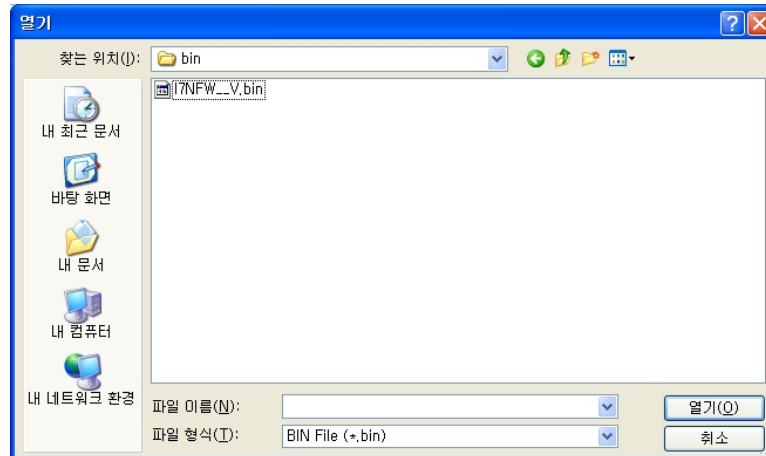 열기
찾는 위치(I): bin
I7NFW__V.bin
내 최근 문서
바탕 화면
내 문서
내 컴퓨터
내 네트워크 환경
파일 이름(N): 열기(O)
파일 형식(T): BIN File (*.bin) 취소